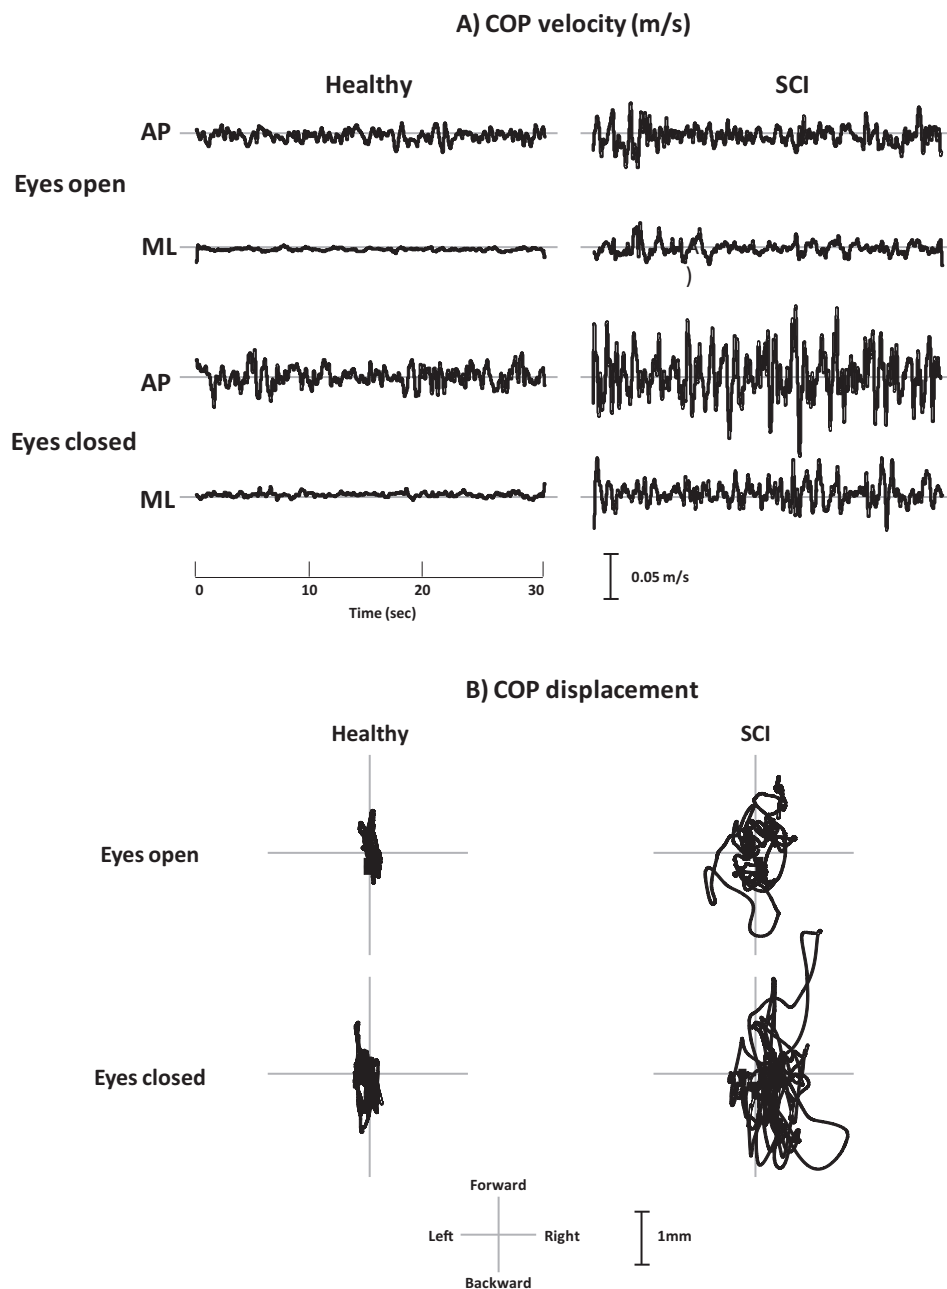 A) COP velocity (m/s)
Healthy SCI
AP
Eyes open
ML
)
AP
Eyes closed
ML
0.05 m/s
0 10 20 30
Time (sec)
B) COP displacement
Healthy SCI
Eyes open
Eyes closed
Forward
Left Right 1mm
Backward